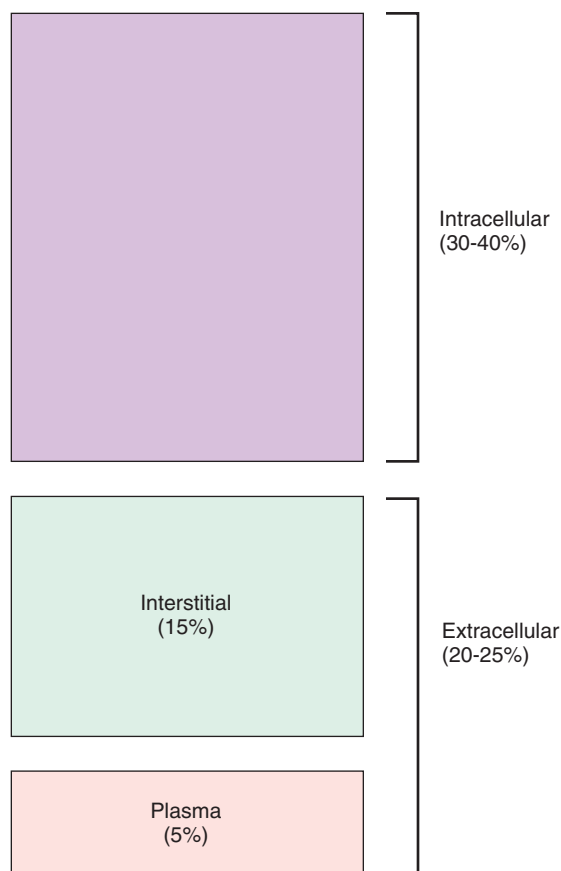 Intracellular
(30-40%)
Interstitial
(15%)
Extracellular
(20-25%)
Plasma
(5%)